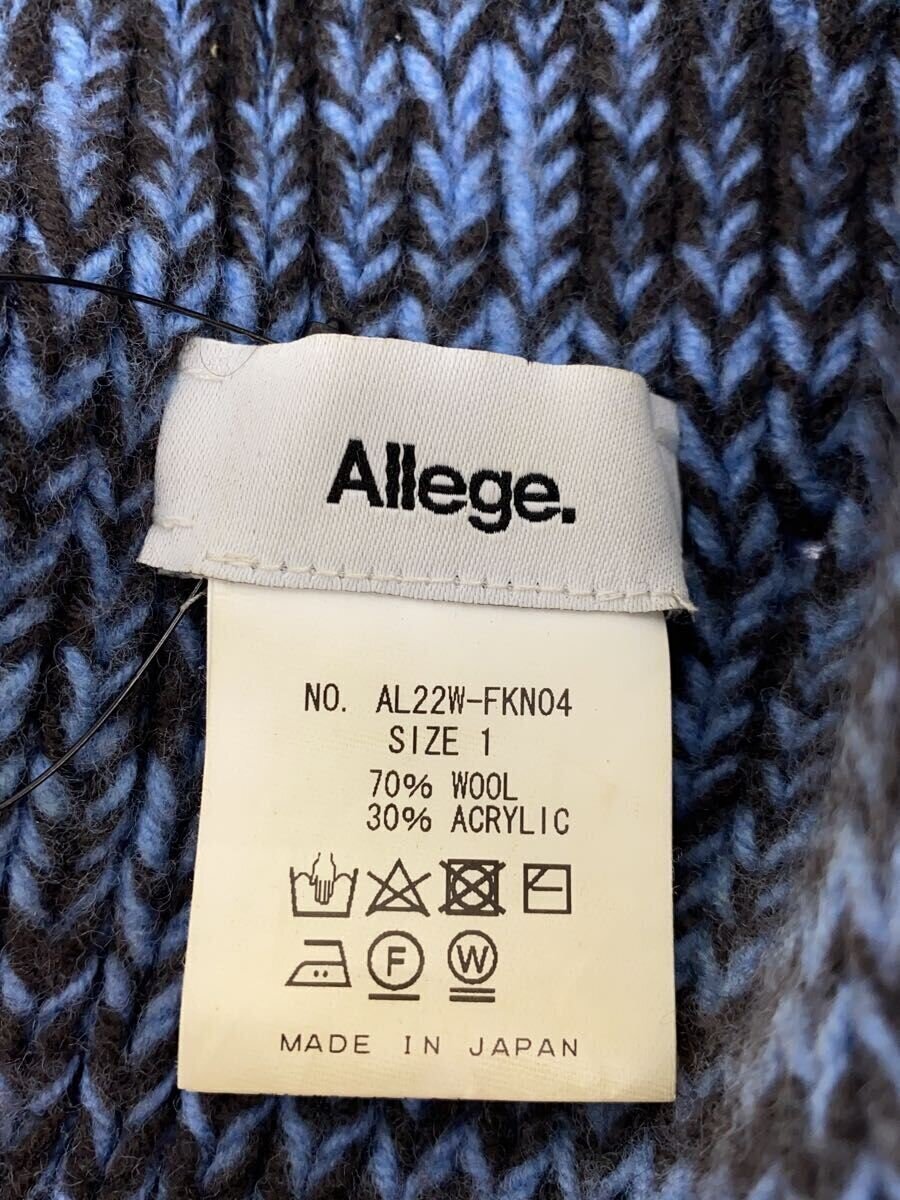 Allege.
NO. AL22W-FKN04
SIZE 1
70% WOOL
30% ACRYLIC
F W
MADE IN JAPAN